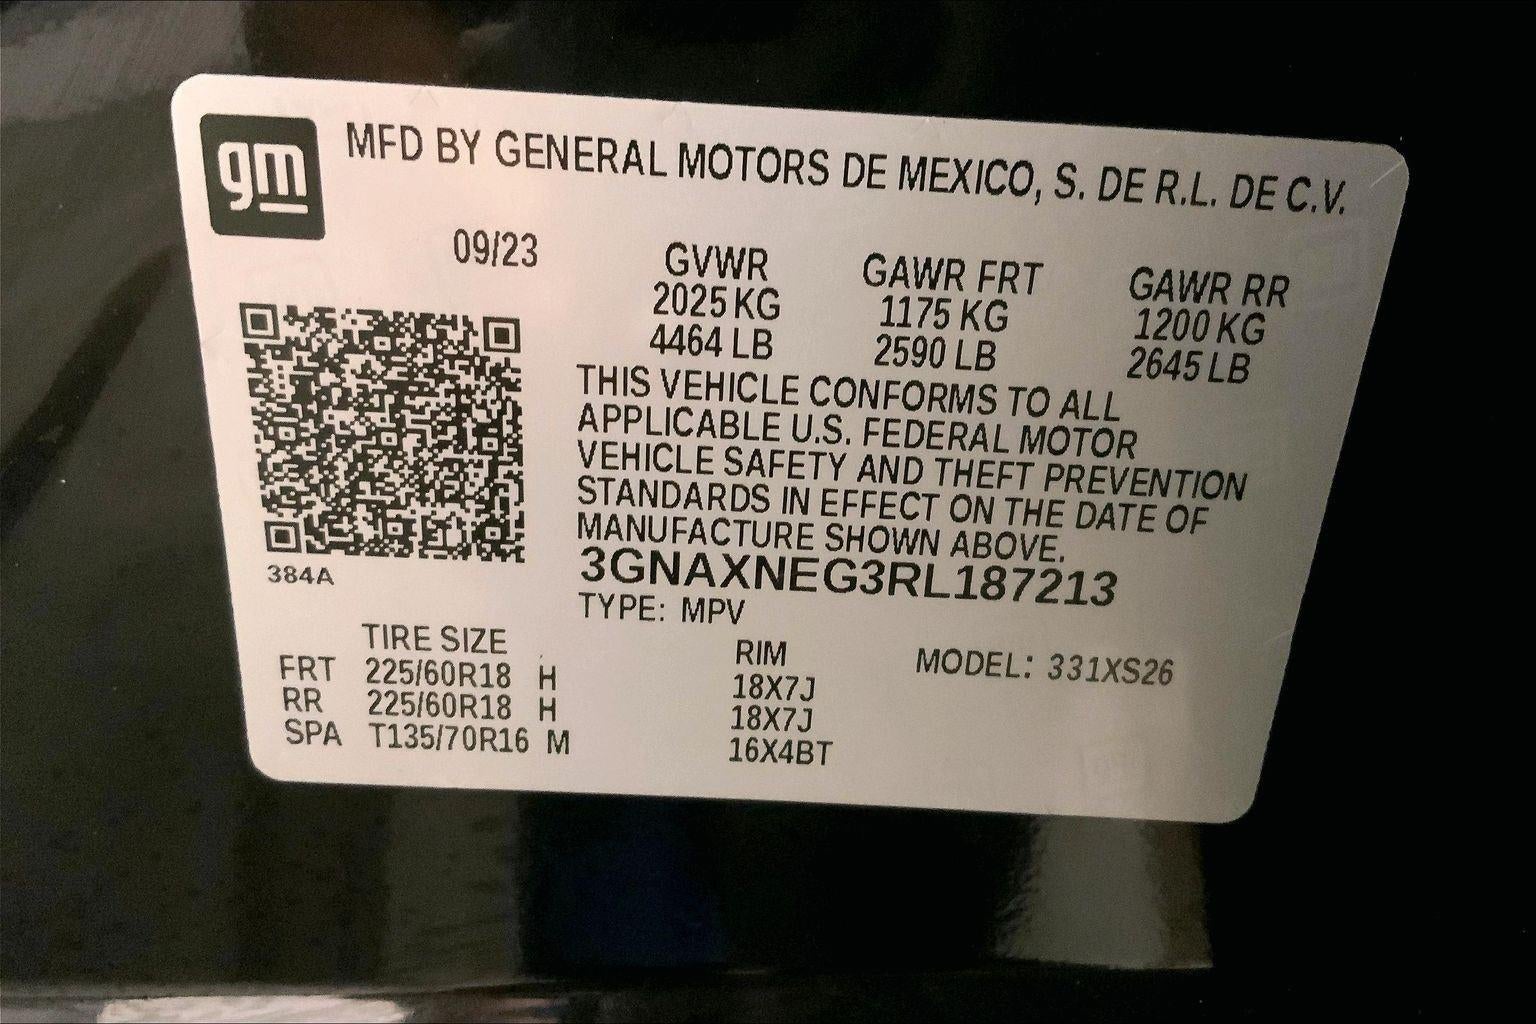 gm
MFD BY GENERAL MOTORS DE MEXICO, S. DE R.L. DE C.V.
09/23
GVWR GAWR FRT GAWR RR
2025 KG 1175 KG 1200 KG
4464 LB 2590 LB 2645 LB
THIS VEHICLE CONFORMS TO ALL
APPLICABLE U.S. FEDERAL MOTOR
VEHICLE SAFETY AND THEFT PREVENTION
STANDARDS IN EFFECT ON THE DATE OF
MANUFACTURE SHOWN ABOVE.
3GNAXNEG3RL187213
384A
TYPE: MPV
TIRE SIZE RIM MODEL: 331XS26
FRT 225/60R18 H 18X7J
RR 225/60R18 H 18X7J
SPA T135/70R16 M 16X4BT